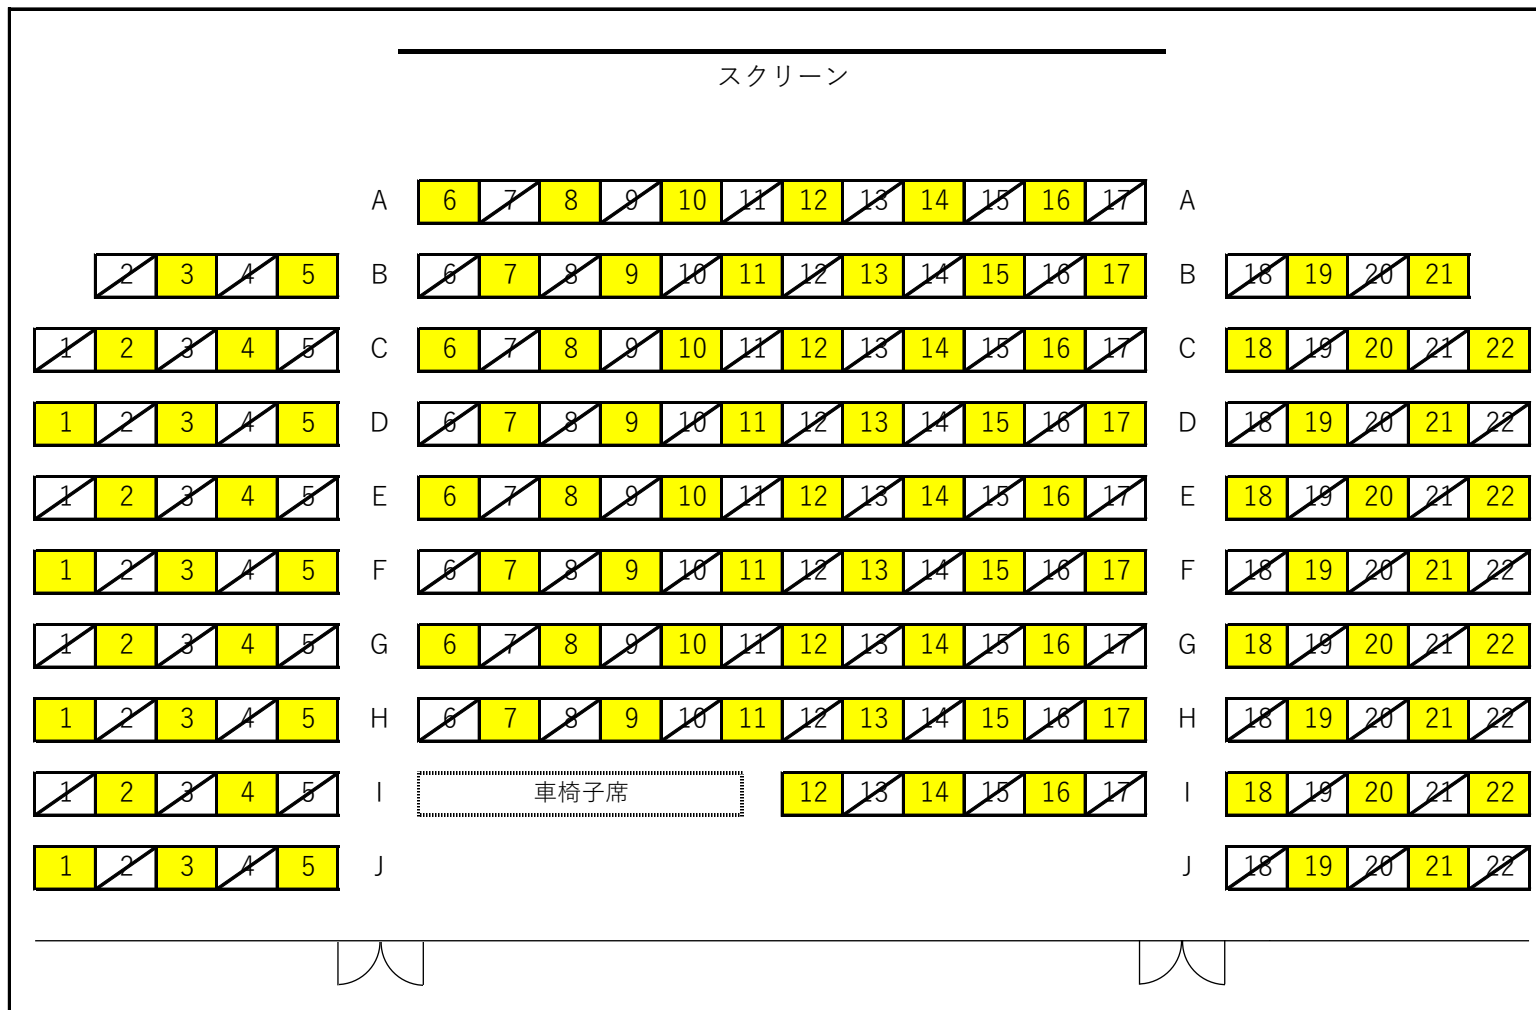 スクリーン
A 6 7 8 9 10 11 12 13 14 15 16 17 A
2 3 4 5 B 6 7 8 9 10 11 12 13 14 15 16 17 B 18 19 20 21
1 2 3 4 5 C 6 7 8 9 10 11 12 13 14 15 16 17 C 18 19 20 21 22
1 2 3 4 5 D 6 7 8 9 10 11 12 13 14 15 16 17 D 18 19 20 21 22
1 2 3 4 5 E 6 7 8 9 10 11 12 13 14 15 16 17 E 18 19 20 21 22
1 2 3 4 5 F 6 7 8 9 10 11 12 13 14 15 16 17 F 18 19 20 21 22
1 2 3 4 5 G 6 7 8 9 10 11 12 13 14 15 16 17 G 18 19 20 21 22
1 2 3 4 5 H 6 7 8 9 10 11 12 13 14 15 16 17 H 18 19 20 21 22
1 2 3 4 5 I 車椅子席 12 13 14 15 16 17 I 18 19 20 21 22
1 2 3 4 5 J J 18 19 20 21 22